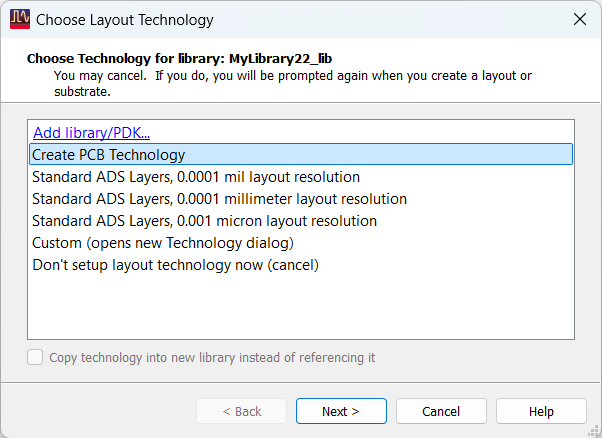 Choose Layout Technology
Choose Technology for library: MyLibrary22_lib
You may cancel.  If you do, you will be prompted again when you create a layout or
substrate.
Add library/PDK...
Create PCB Technology
Standard ADS Layers, 0.0001 mil layout resolution
Standard ADS Layers, 0.0001 millimeter layout resolution
Standard ADS Layers, 0.001 micron layout resolution
Custom (opens new Technology dialog)
Don't setup layout technology now (cancel)
Copy technology into new library instead of referencing it
< Back
Next >
Cancel
Help